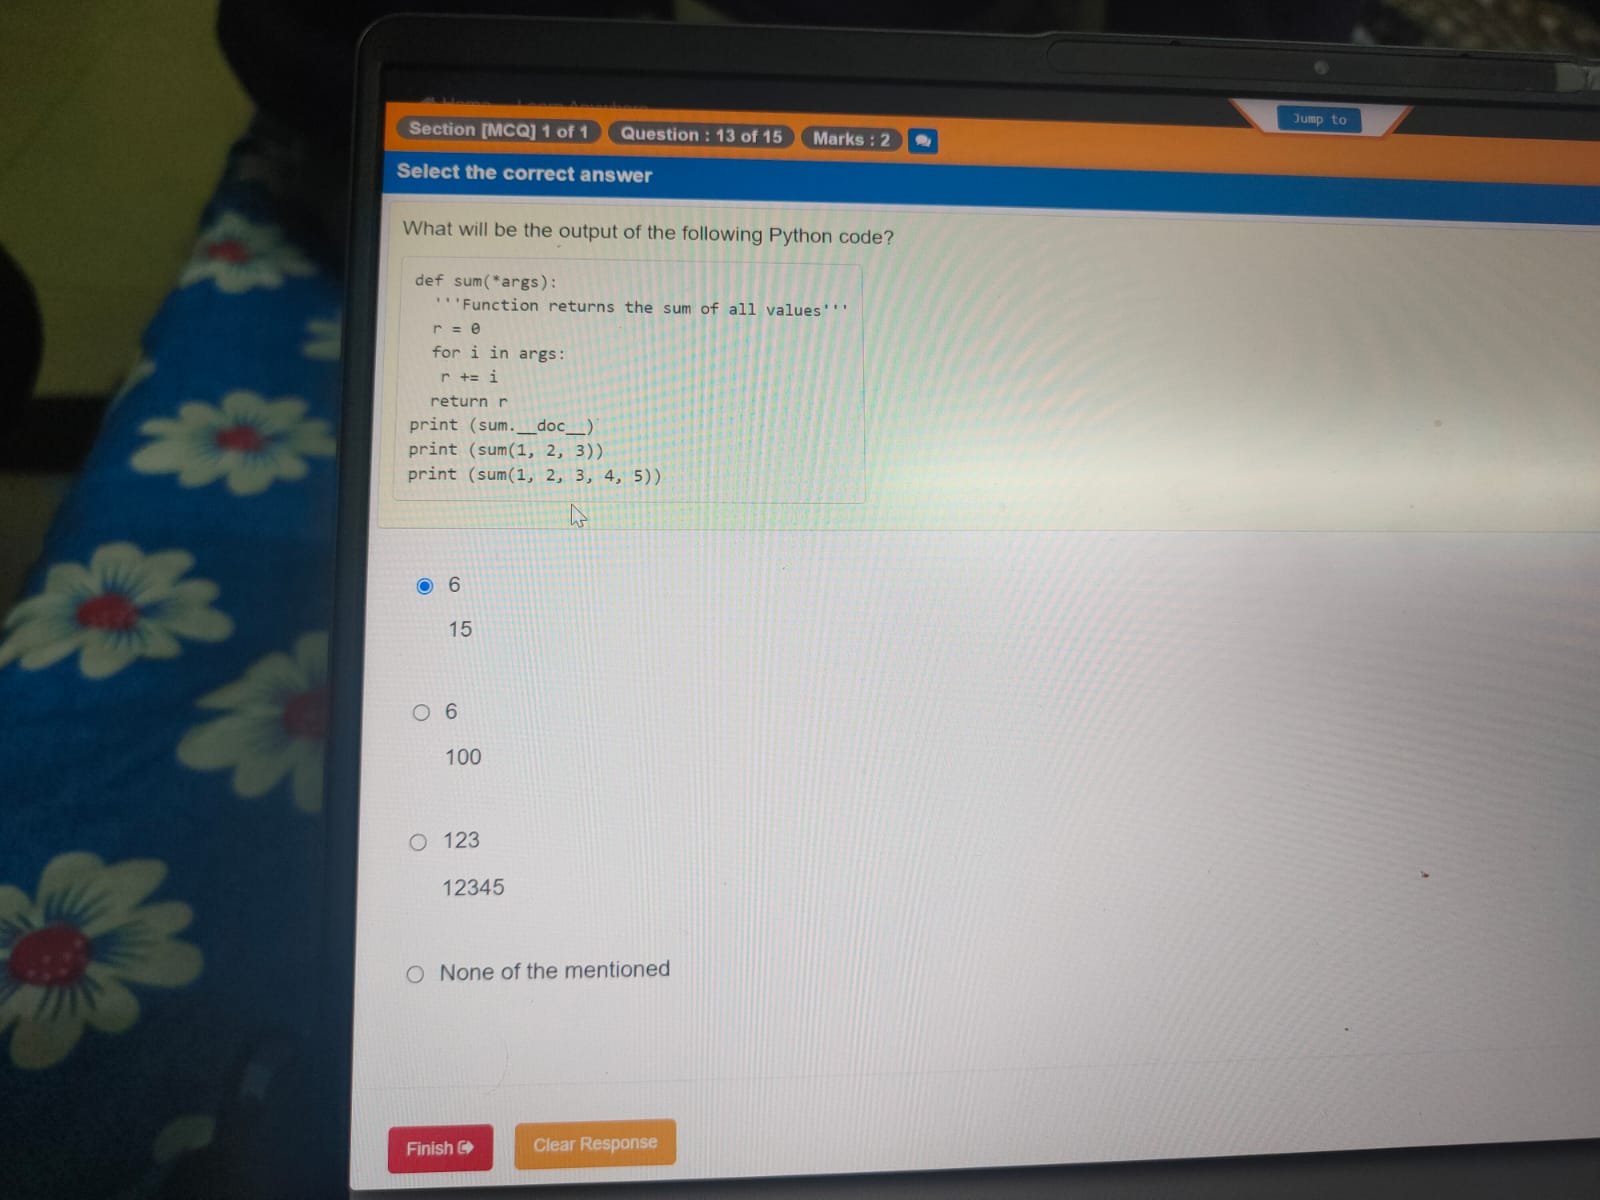 Jump to
Section [MCQ] 1 of 1 Question : 13 of 15 Marks : 2
Select the correct answer
What will be the output of the following Python code?
def sum(*args):
'''Function returns the sum of all values'''
r = 0
for i in args:
r += i
return r
print (sum.__doc__)
print (sum(1, 2, 3))
print (sum(1, 2, 3, 4, 5))
6
15
6
100
123
12345
None of the mentioned
Finish Clear Response